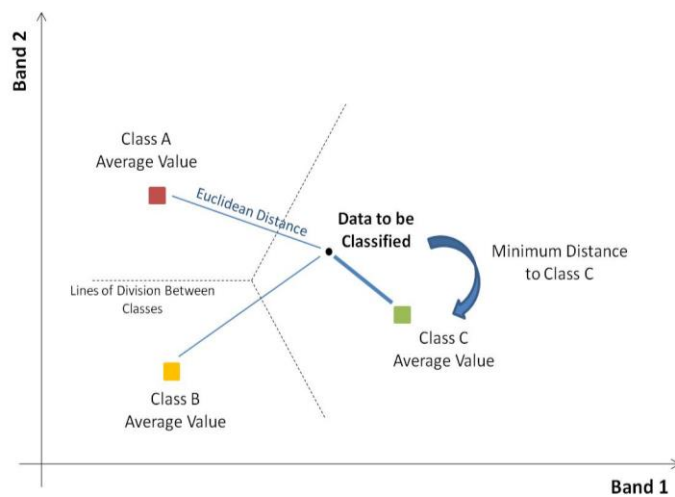 Band 2
Class A
Average Value
Euclidean Distance
Data to be
Classified
Minimum Distance
to Class C
Lines of Division Between
Classes
Class C
Average Value
Class B
Average Value
Band 1